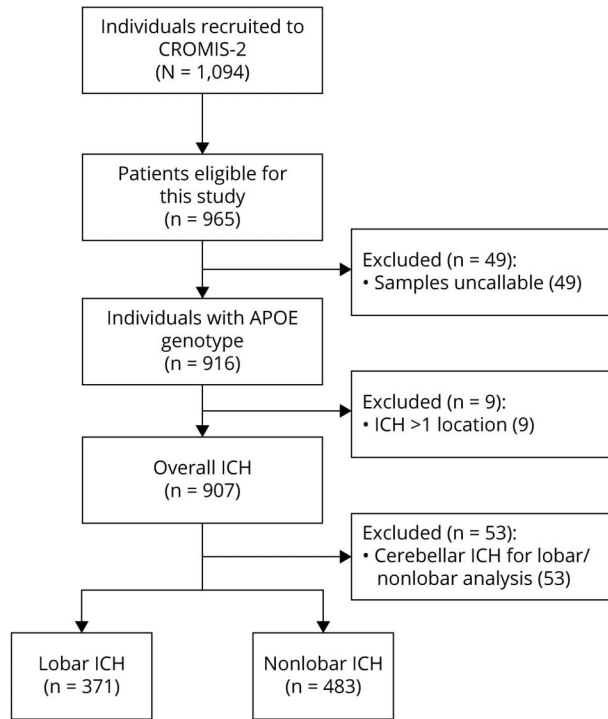 Individuals recruited to
CROMIS-2
(N = 1,094)
Patients eligible for
this study
(n = 965)
Excluded (n = 49):
• Samples uncallable (49)
Individuals with APOE
genotype
(n = 916)
Excluded (n = 9):
• ICH >1 location (9)
Overall ICH
(n = 907)
Excluded (n = 53):
• Cerebellar ICH for lobar/
nonlobar analysis (53)
Lobar ICH
(n = 371)
Nonlobar ICH
(n = 483)